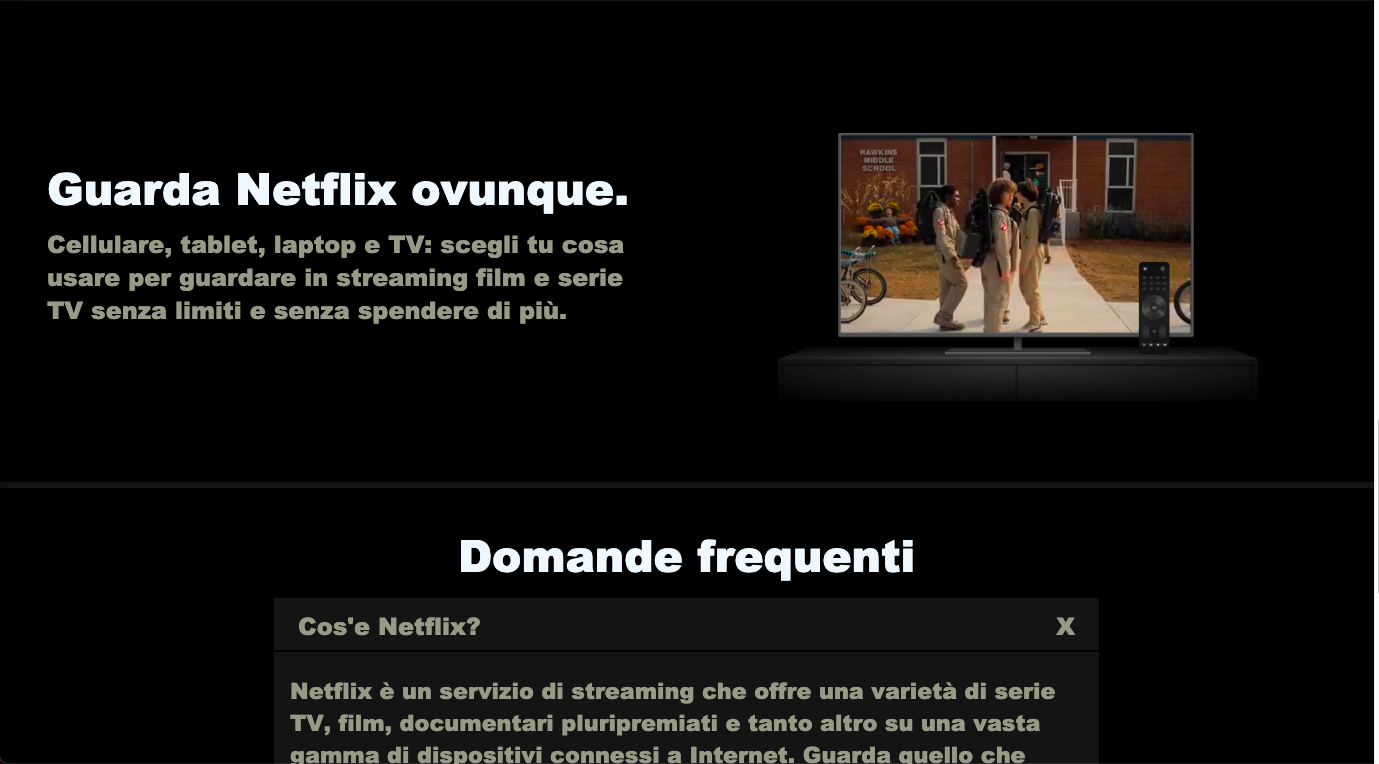 Guarda Netflix ovunque.
Cellulare, tablet, laptop e TV: scegli tu cosa
usare per guardare in streaming film e serie
TV senza limiti e senza spendere di più.
HAWKINS
MIDDLE
SCHOOL
Domande frequenti
Cos'e Netflix? X
Netflix è un servizio di streaming che offre una varietà di serie
TV, film, documentari pluripremiati e tanto altro su una vasta
gamma di dispositivi connessi a Internet. Guarda quello che